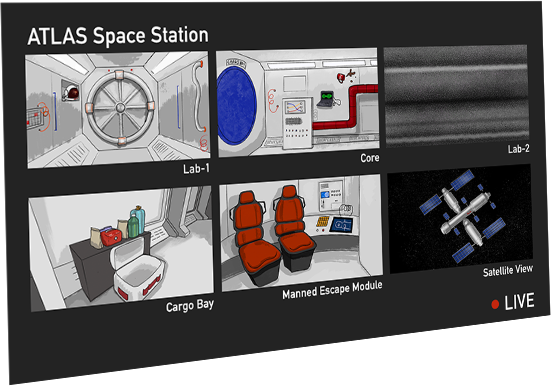 ATLAS Space Station
Lab-1
Core
Lab-2
Cargo Bay
Manned Escape Module
Satellite View
LIVE